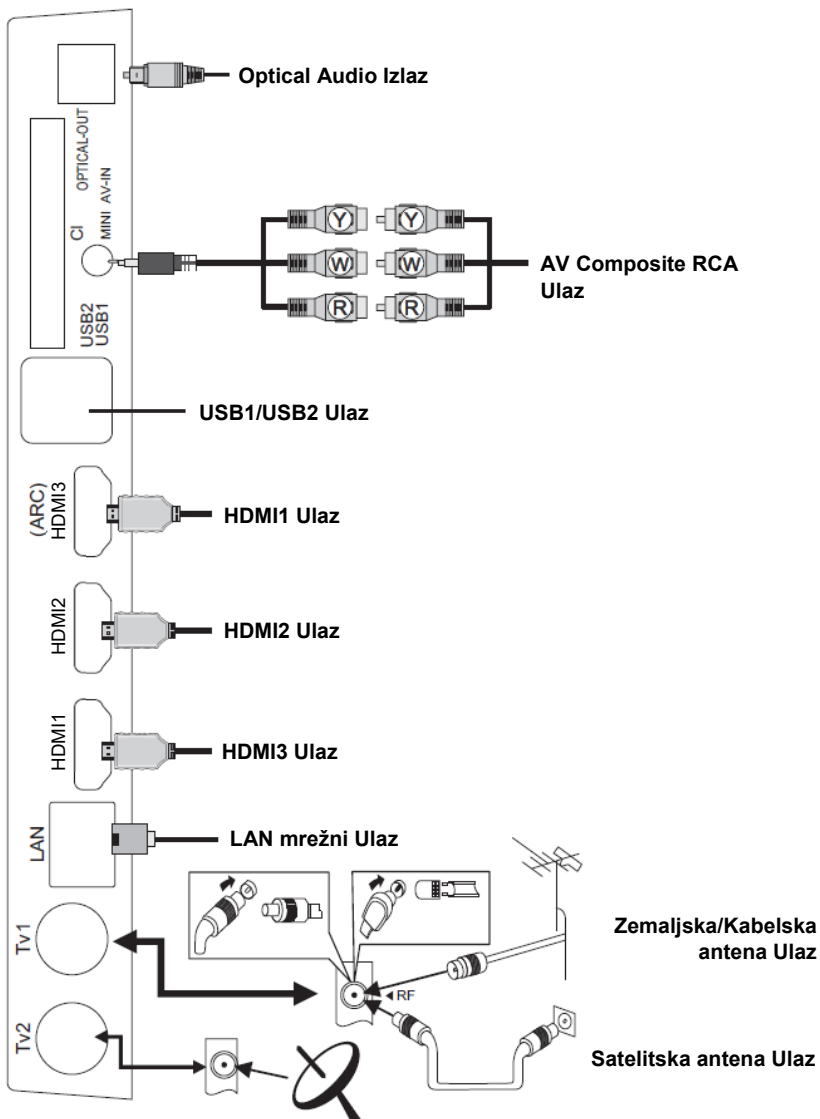 Optical Audio Izlaz
OPTICAL-OUT
CI
MINI AV-IN
Y
Y
W
W
R
R
AV Composite RCA
Ulaz
USB2
USB1
USB1/USB2 Ulaz
(ARC)
HDMI3
HDMI1 Ulaz
HDMI2
HDMI2 Ulaz
HDMI1
HDMI3 Ulaz
LAN
LAN mrežni Ulaz
Tv1
Zemaljska/Kabelska
antena Ulaz
RF
Tv2
Satelitska antena Ulaz